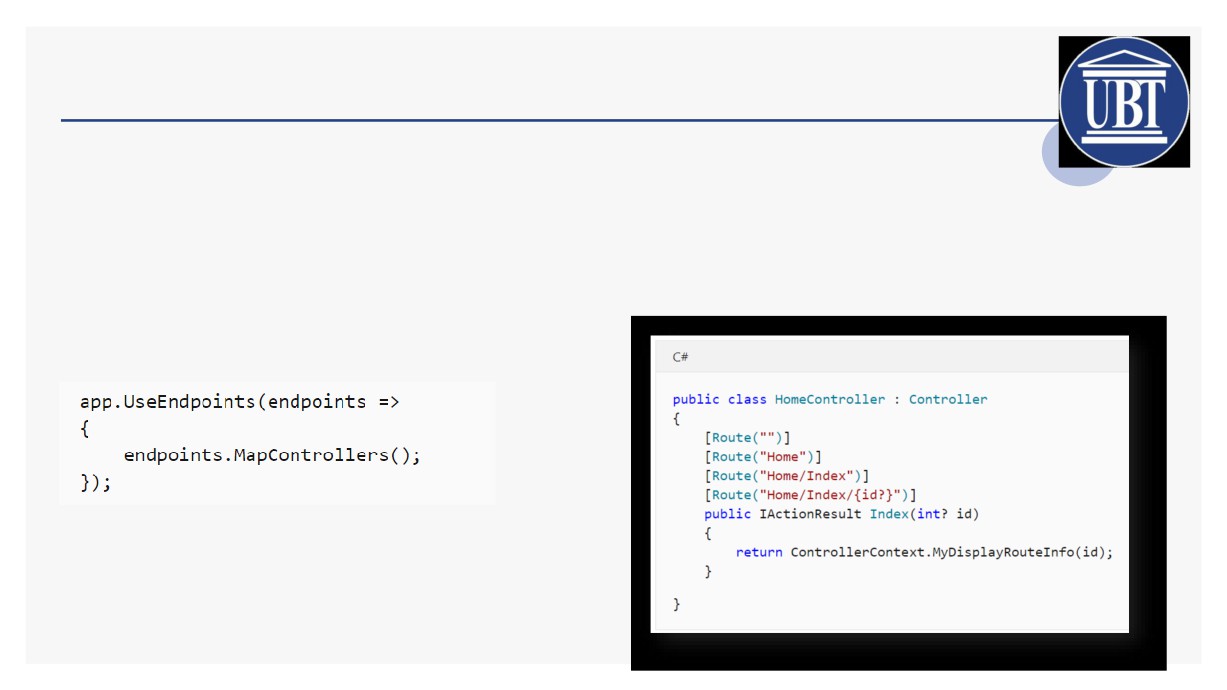 UBT
app.UseEndpoints(endpoints =>
{
    endpoints.MapControllers();
});
C#
public class HomeController : Controller
{
    [Route("")]
    [Route("Home")]
    [Route("Home/Index")]
    [Route("Home/Index/{id?}")]
    public IActionResult Index(int? id)
    {
        return ControllerContext.MyDisplayRouteInfo(id);
    }
}